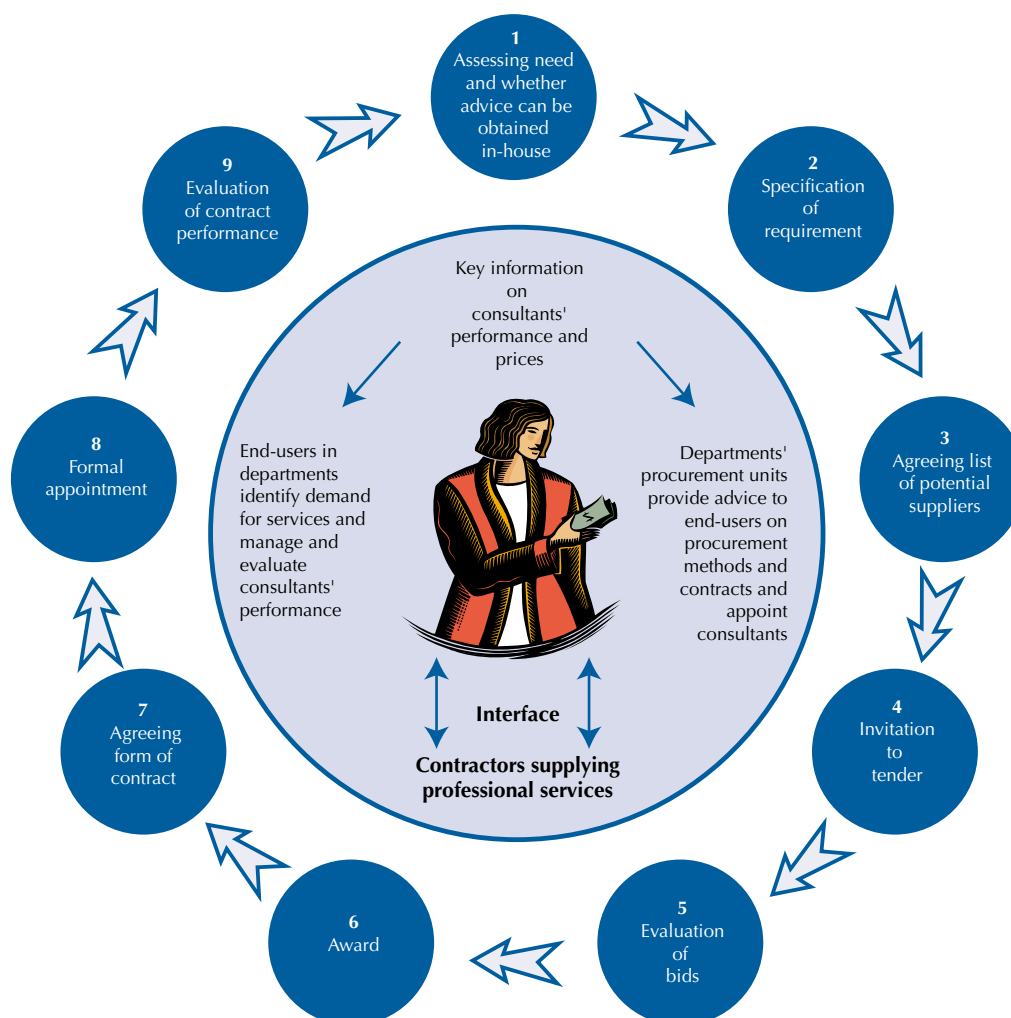 1
Assessing need
and whether
advice can be
obtained
in-house
2
Specification
of
requirement
3
Agreeing list
of potential
suppliers
4
Invitation
to
tender
5
Evaluation
of
bids
6
Award
7
Agreeing
form of
contract
8
Formal
appointment
9
Evaluation
of contract
performance
Key information
on
consultants'
performance and
prices
End-users in
departments
identify demand
for services and
manage and
evaluate
consultants'
performance
Departments'
procurement units
provide advice to
end-users on
procurement
methods and
contracts and
appoint
consultants
Interface
Contractors supplying
professional services